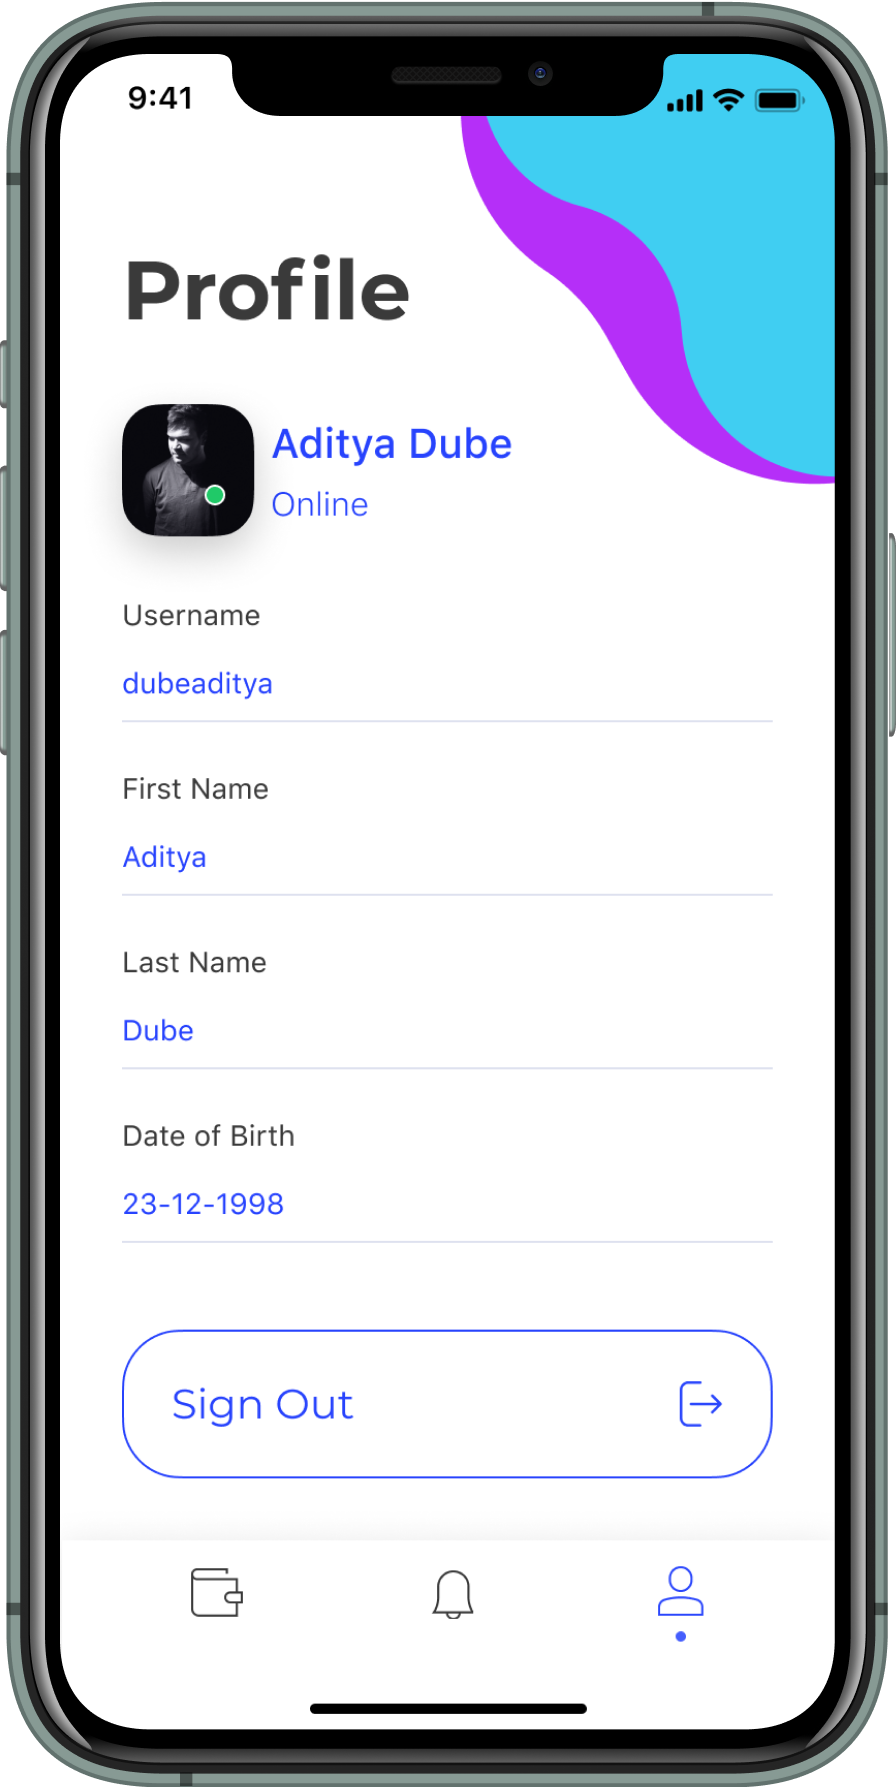 9:41
Profile
Aditya Dube
Online
Username
dubeaditya
First Name
Aditya
Last Name
Dube
Date of Birth
23-12-1998
Sign Out